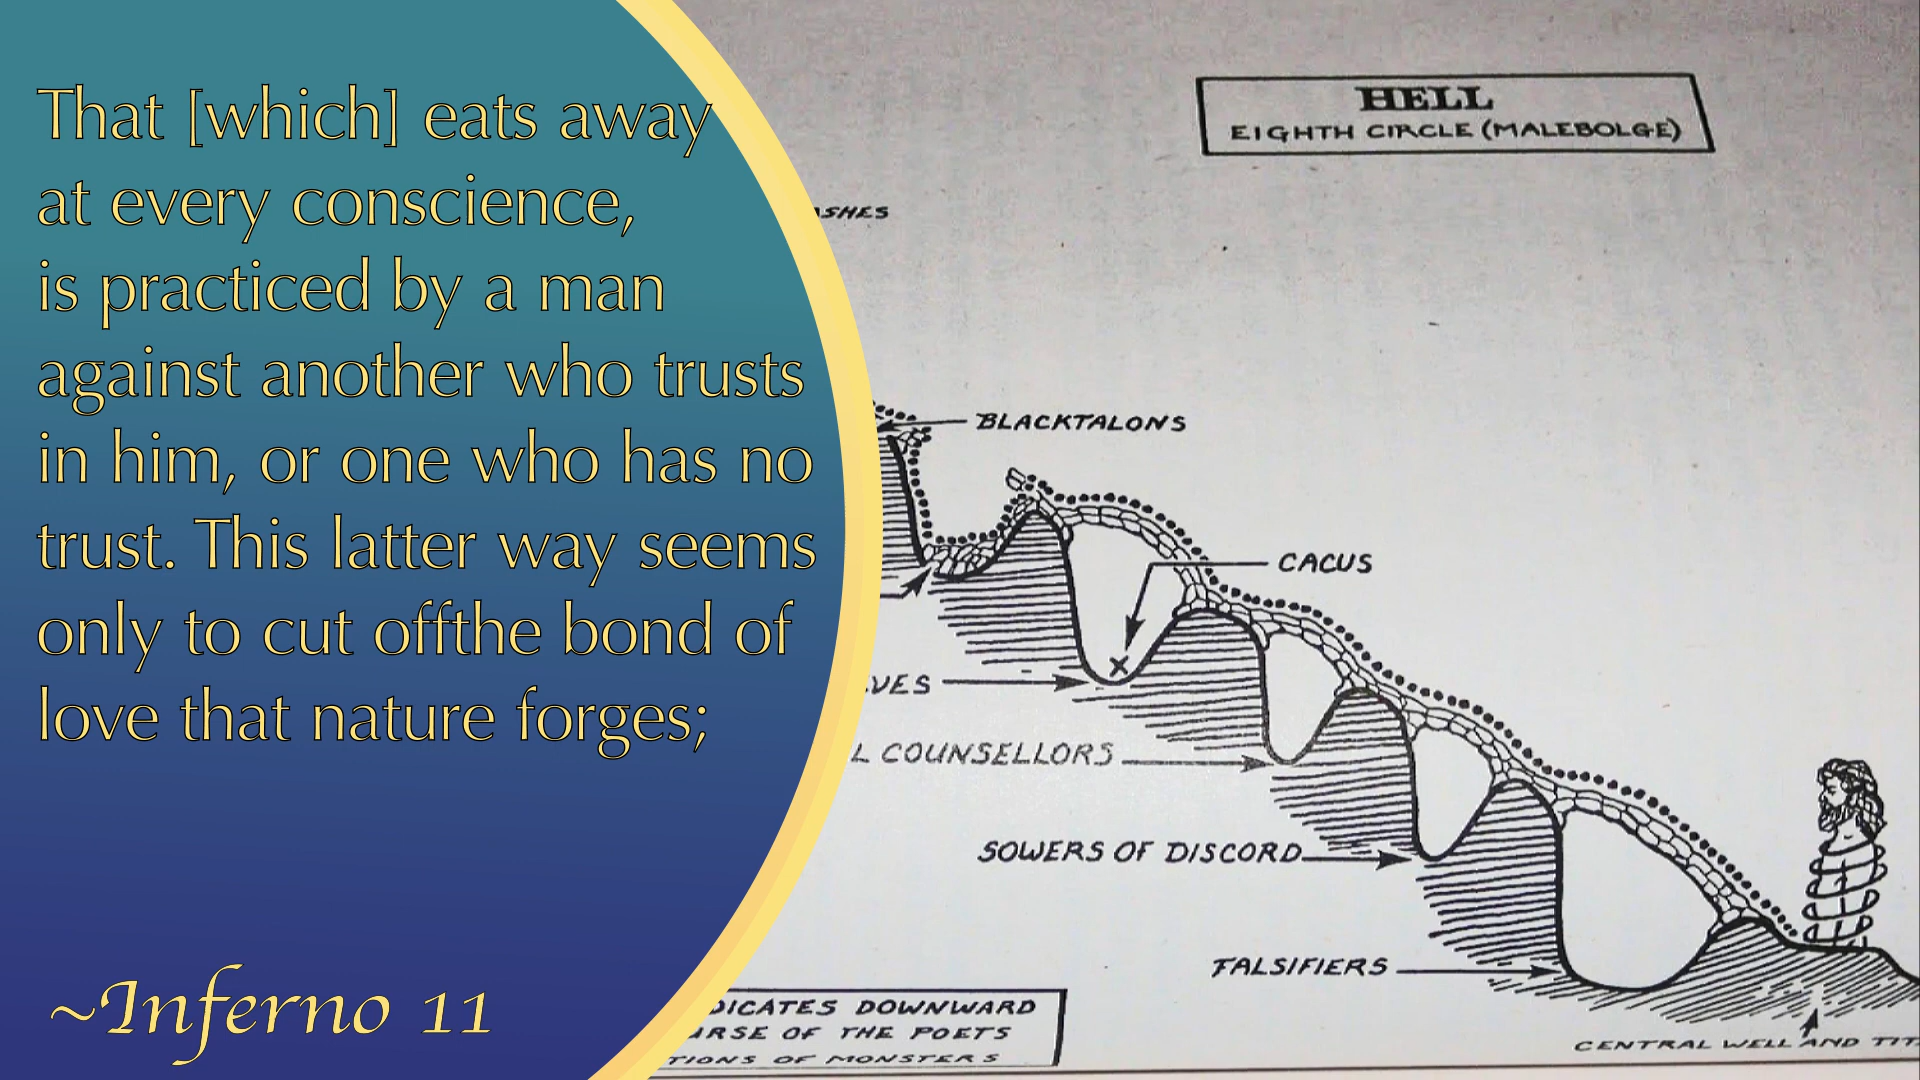 That [which] eats away
at every conscience,
is practiced by a man
against another who trusts
in him, or one who has no
trust. This latter way seems
only to cut offthe bond of
love that nature forges;
~Inferno 11
HELL
EIGHTH CIRCLE (MALEBOLGE)
BLACKTALONS
CACUS
COUNSELLORS
SOWERS OF DISCORD
FALSIFIERS
CENTRAL WELL AND
DOWNWARD
OF THE POETS
OF MONSTERS